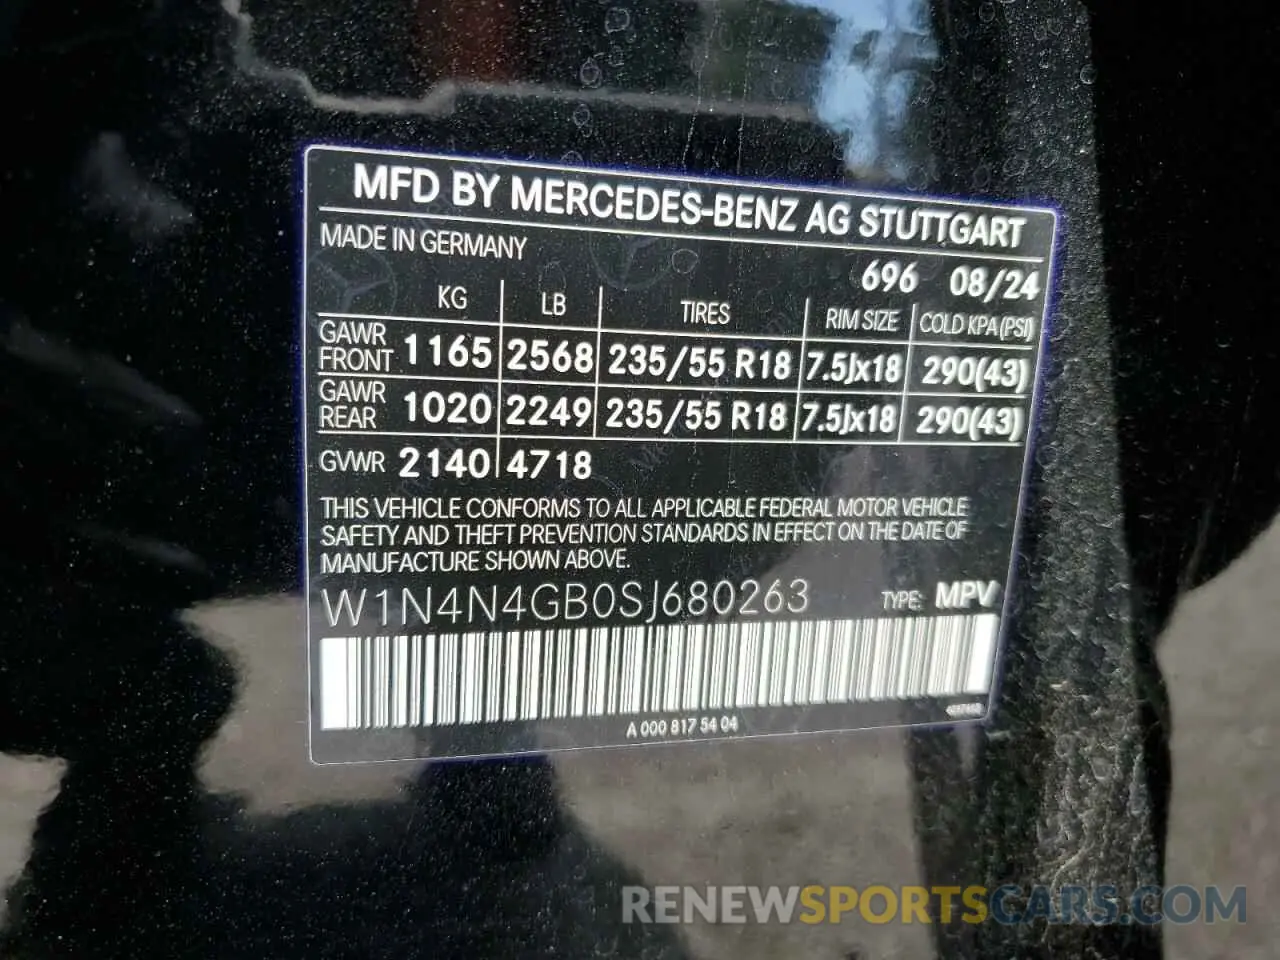 MFD BY MERCEDES-BENZ AG STUTTGART
MADE IN GERMANY
696 08/24
KG LB TIRES RIM SIZE COLD KPA (PSI)
GAWR FRONT 1165 2568 235/55 R18 7.5Jx18 290(43)
GAWR REAR 1020 2249 235/55 R18 7.5Jx18 290(43)
GVWR 2140 4718
THIS VEHICLE CONFORMS TO ALL APPLICABLE FEDERAL MOTOR VEHICLE
SAFETY AND THEFT PREVENTION STANDARDS IN EFFECT ON THE DATE OF
MANUFACTURE SHOWN ABOVE.
W1N4N4GB0SJ680263 TYPE: MPV
A 000 817 54 04
RENEWSPORTSCARS.COM